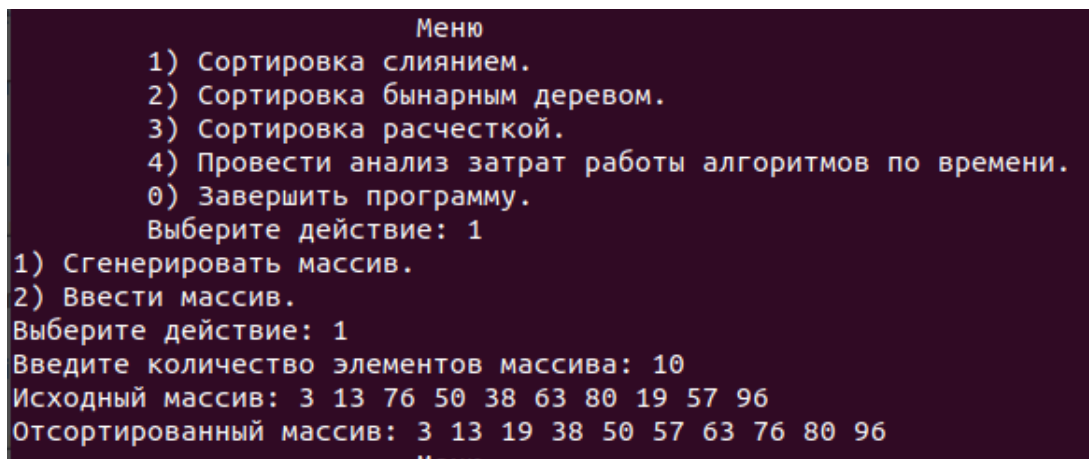 Меню
1) Сортировка слиянием.
2) Сортировка бынарным деревом.
3) Сортировка расчесткой.
4) Провести анализ затрат работы алгоритмов по времени.
0) Завершить программу.
Выберите действие: 1
1) Сгенерировать массив.
2) Ввести массив.
Выберите действие: 1
Введите количество элементов массива: 10
Исходный массив: 3 13 76 50 38 63 80 19 57 96
Отсортированный массив: 3 13 19 38 50 57 63 76 80 96